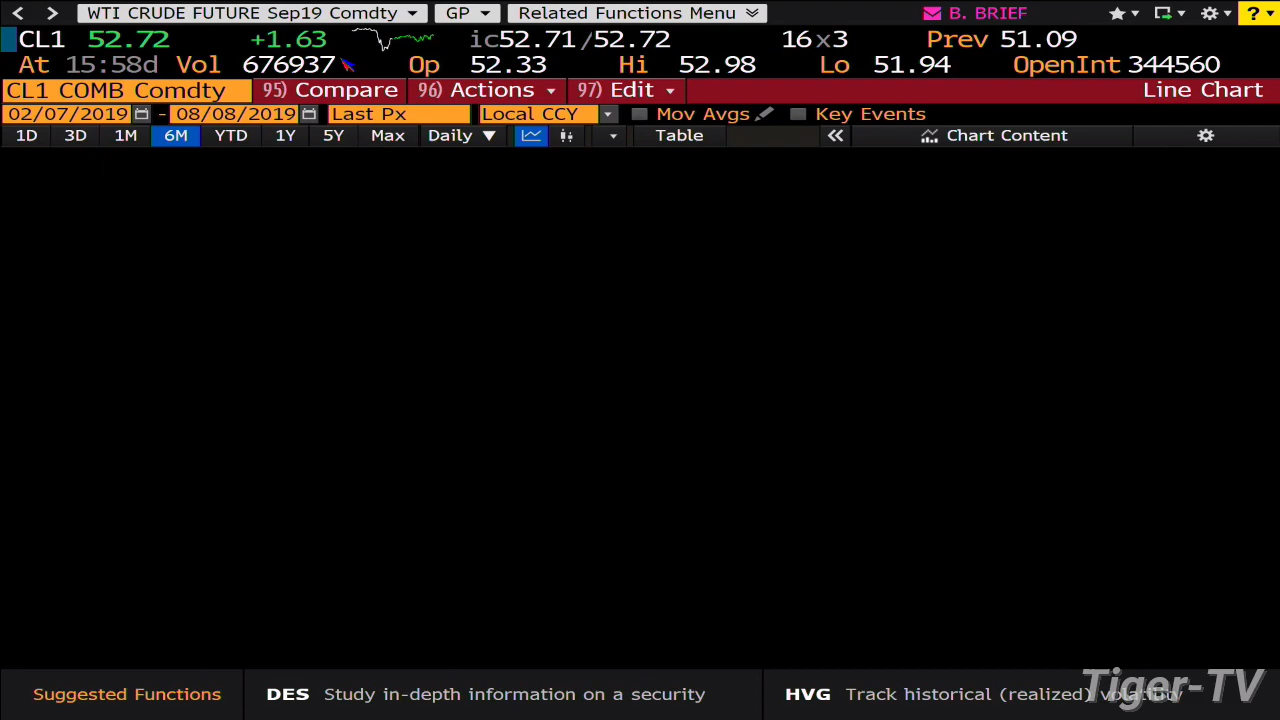 WTI CRUDE FUTURE Sep19 Comdty GP Related Functions Menu B. BRIEF ?
CL1 52.72 +1.63 ic52.71/52.72 16x3 Prev 51.09
At 15:58d Vol 676937 Op 52.33 Hi 52.98 Lo 51.94 OpenInt 344560
CL1 COMB Comdty 95) Compare 96) Actions 97) Edit Line Chart
02/07/2019 - 08/08/2019 Last Px Local CCY Mov Avgs Key Events
1D 3D 1M 6M YTD 1Y 5Y Max Daily Table Chart Content
Suggested Functions DES Study in-depth information on a security HVG Track historical (realized) volatility
Tiger-TV